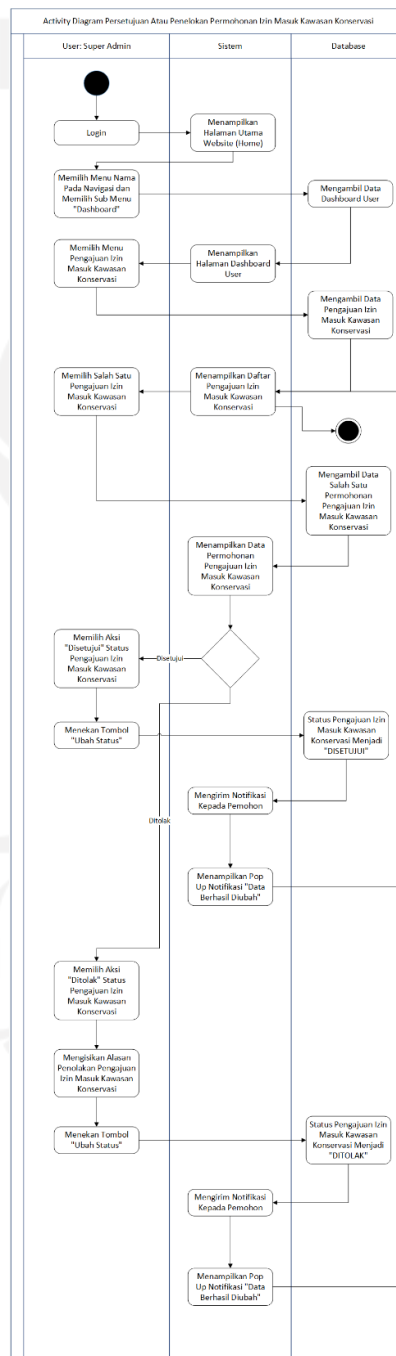 Activity Diagram Persetujuan Atau Penelokan Permohonan Izin Masuk Kawasan Konservasi
User: Super Admin
Sistem
Database
Login
Menampilkan
Halaman Utama
Website (Home)
Memilih Menu Nama
Pada Navigasi dan
Memilih Sub Menu
"Dashboard"
Mengambil Data
Dashboard User
Memilih Menu
Pengajuan Izin
Masuk Kawasan
Konservasi
Menampilkan
Halaman Dashboard
User
Mengambil Data
Pengajuan Izin
Masuk Kawasan
Konservasi
Memilih Salah Satu
Pengajuan Izin
Masuk Kawasan
Konservasi
Menampilkan Daftar
Pengajuan Izin
Masuk Kawasan
Konservasi
Mengambil Data
Salah Satu
Permohonan
Pengajuan Izin
Masuk Kawasan
Konservasi
Menampilkan Data
Permohonan
Pengajuan Izin
Masuk Kawasan
Konservasi
Memilih Aksi
"Disetujui" Status
Pengajuan Izin
Masuk Kawasan
Konservasi
Disetujui
Menekan Tombol
"Ubah Status"
Status Pengajuan Izin
Masuk Kawasan
Konservasi Menjadi
"DISETUJUI"
Mengirim Notifikasi
Kepada Pemohon
Ditolak
Menampilkan Pop
Up Notifikasi "Data
Berhasil Diubah"
Memilih Aksi
"Ditolak" Status
Pengajuan Izin
Masuk Kawasan
Konservasi
Mengisikan Alasan
Penolakan Pengajuan
Izin Masuk Kawasan
Konservasi
Menekan Tombol
"Ubah Status"
Status Pengajuan Izin
Masuk Kawasan
Konservasi Menjadi
"DITOLAK"
Mengirim Notifikasi
Kepada Pemohon
Menampilkan Pop
Up Notifikasi "Data
Berhasil Diubah"